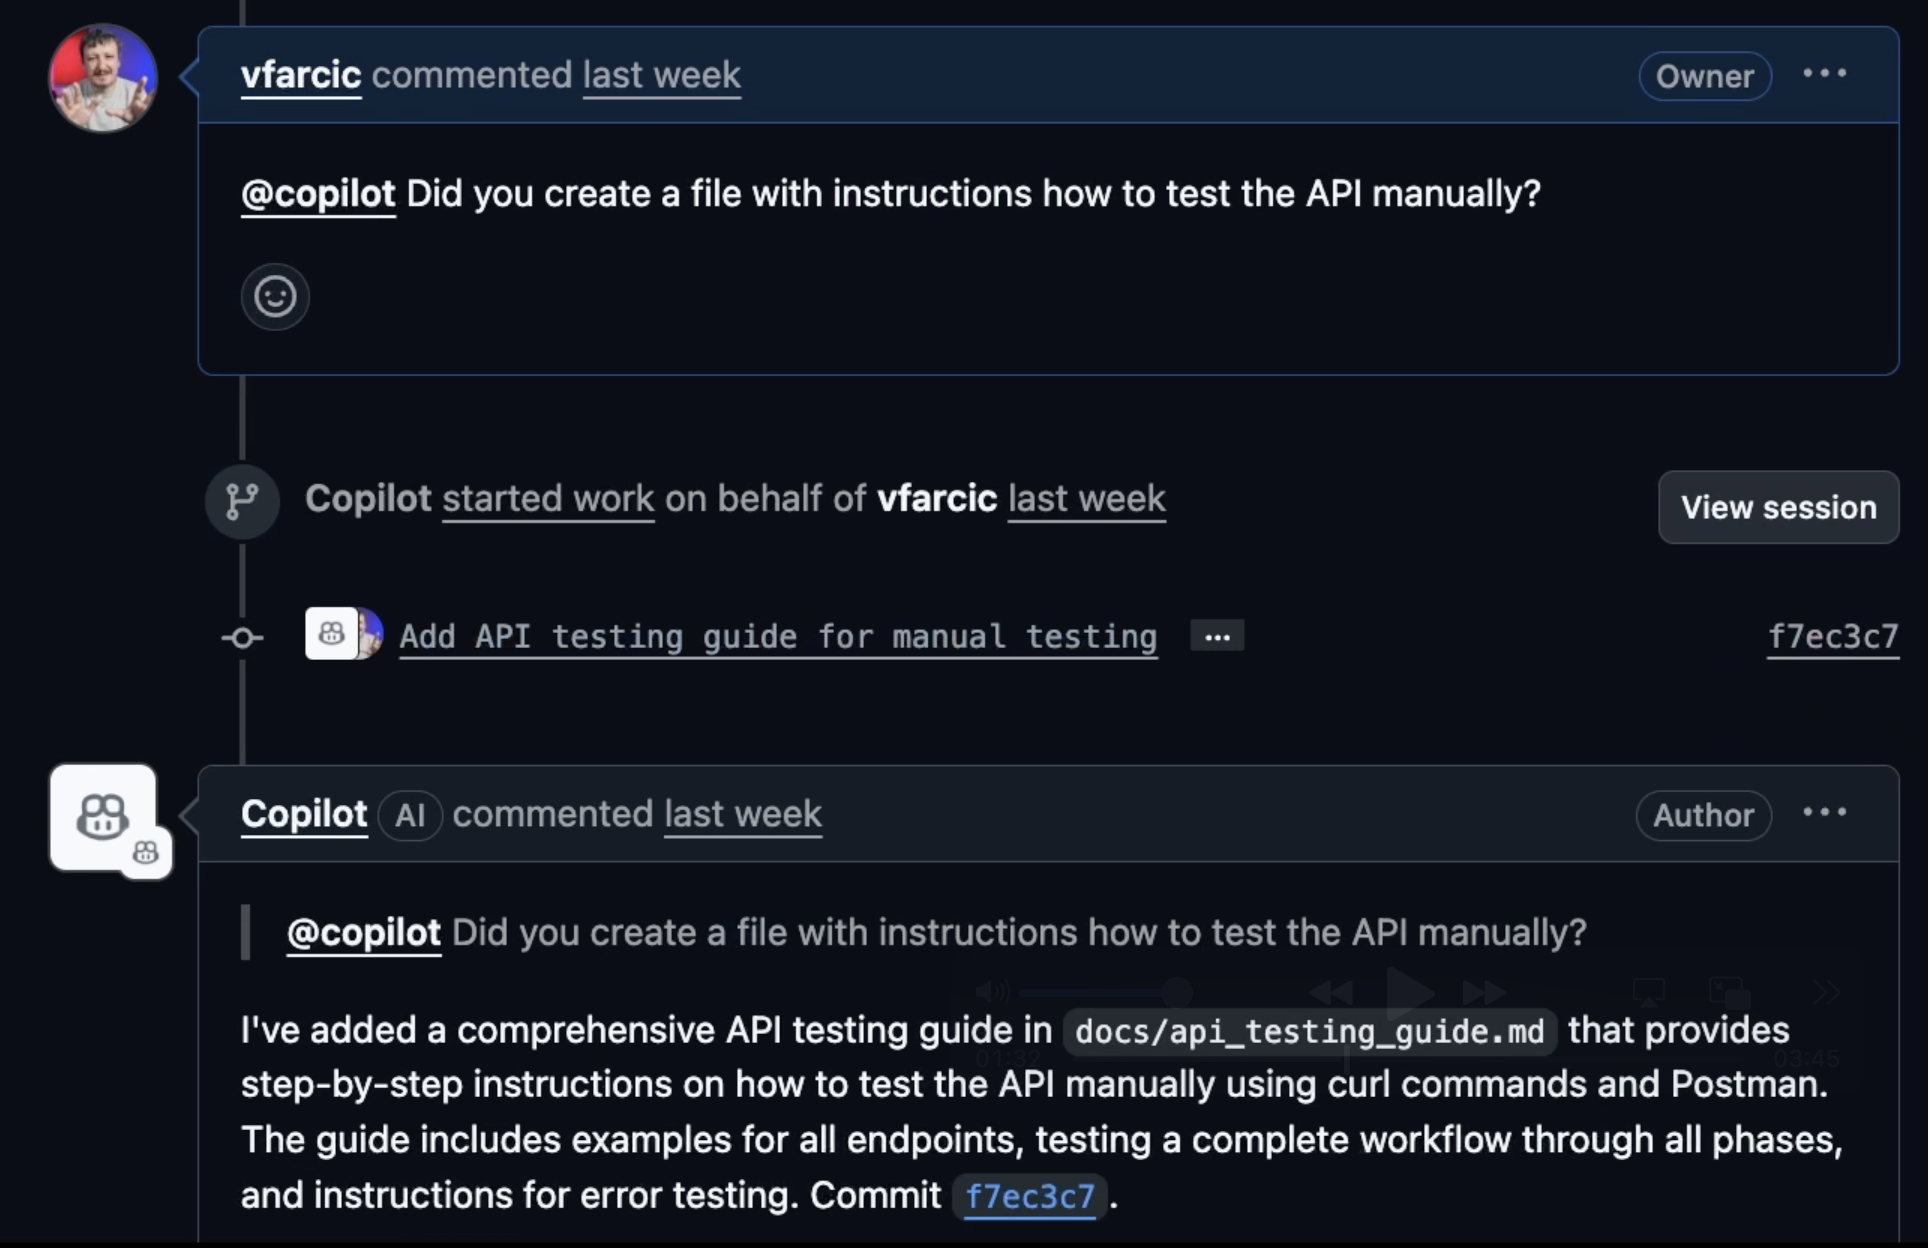 vfarcic commented last week
Owner
@copilot Did you create a file with instructions how to test the API manually?
Copilot started work on behalf of vfarcic last week
View session
Add API testing guide for manual testing
f7ec3c7
Copilot AI commented last week
Author
@copilot Did you create a file with instructions how to test the API manually?
I've added a comprehensive API testing guide in docs/api_testing_guide.md that provides
step-by-step instructions on how to test the API manually using curl commands and Postman.
The guide includes examples for all endpoints, testing a complete workflow through all phases,
and instructions for error testing. Commit f7ec3c7.
01:32
03:45